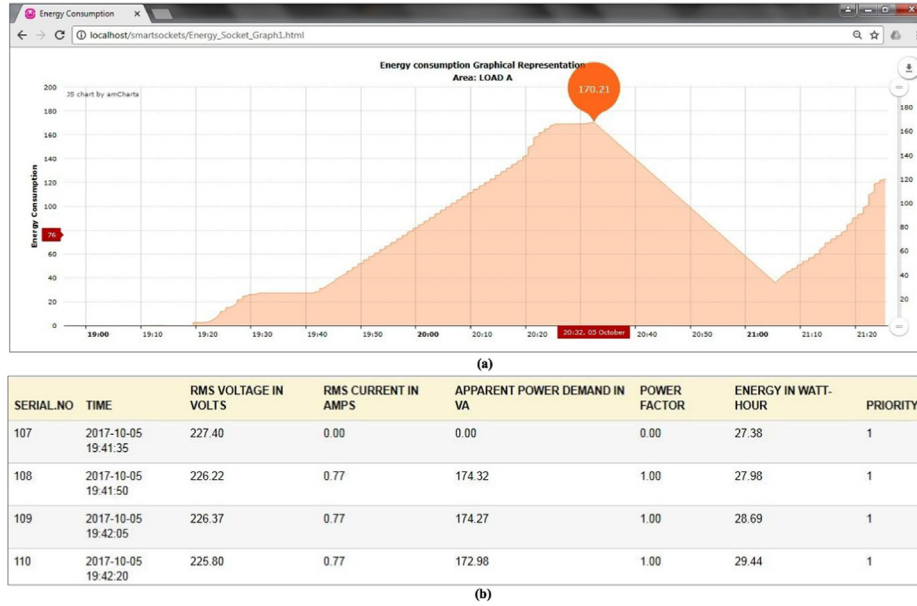 Energy Consumption
localhost/smartsockets/Energy_Socket_Graph1.html
Energy consumption Graphical Representation
Area: LOAD A
JS chart by amCharts
170.21
Energy Consumption
200
180
160
140
120
100
80
60
40
20
0
76
180
160
140
120
100
80
60
40
20
19:00 19:10 19:20 19:30 19:40 19:50 20:00 20:10 20:20 20:32, 05 October 20:40 20:50 21:00 21:10 21:20
(a)
SERIAL.NO TIME RMS VOLTAGE IN VOLTS RMS CURRENT IN AMPS APPARENT POWER DEMAND IN VA POWER FACTOR ENERGY IN WATT-HOUR PRIORITY
107 2017-10-05 19:41:35 227.40 0.00 0.00 0.00 27.38 1
108 2017-10-05 19:41:50 226.22 0.77 174.32 1.00 27.98 1
109 2017-10-05 19:42:05 226.37 0.77 174.27 1.00 28.69 1
110 2017-10-05 19:42:20 225.80 0.77 172.98 1.00 29.44 1
(b)